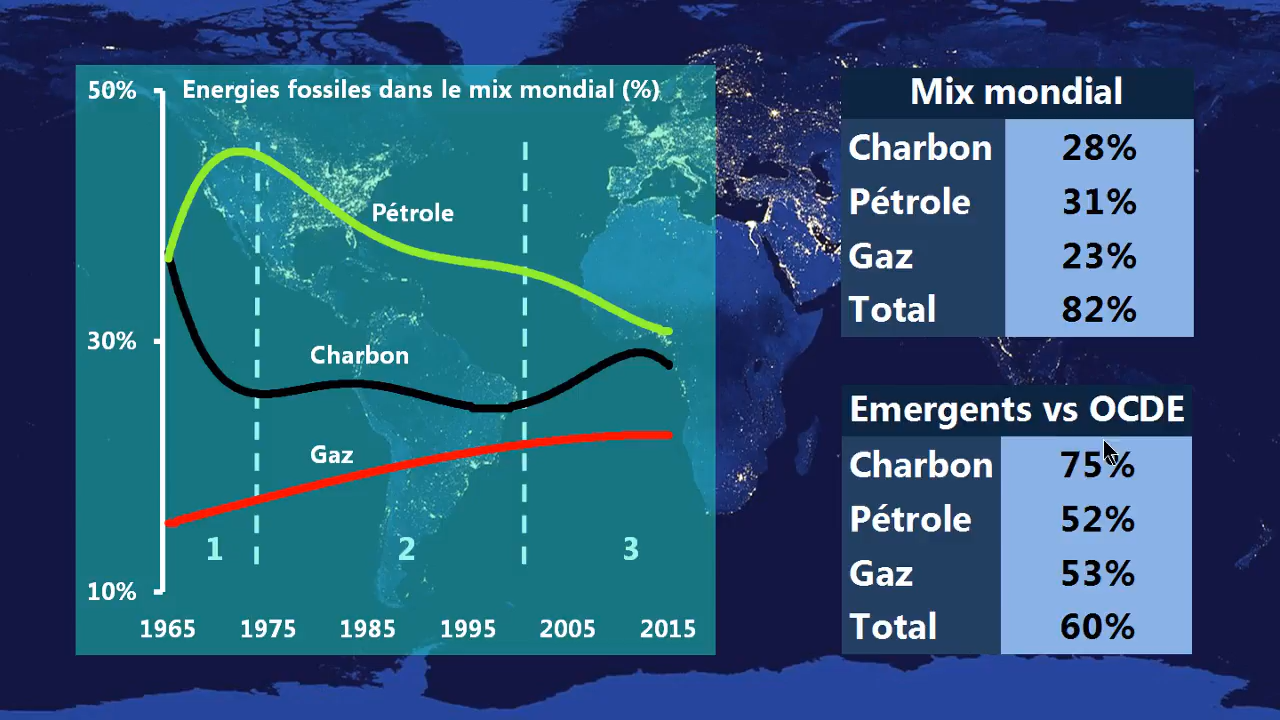 Energies fossiles dans le mix mondial (%)
50%
30%
10%
Pétrole
Charbon
Gaz
1 2 3
1965 1975 1985 1995 2005 2015
Mix mondial
Charbon 28%
Pétrole 31%
Gaz 23%
Total 82%
Emergents vs OCDE
Charbon 75%
Pétrole 52%
Gaz 53%
Total 60%